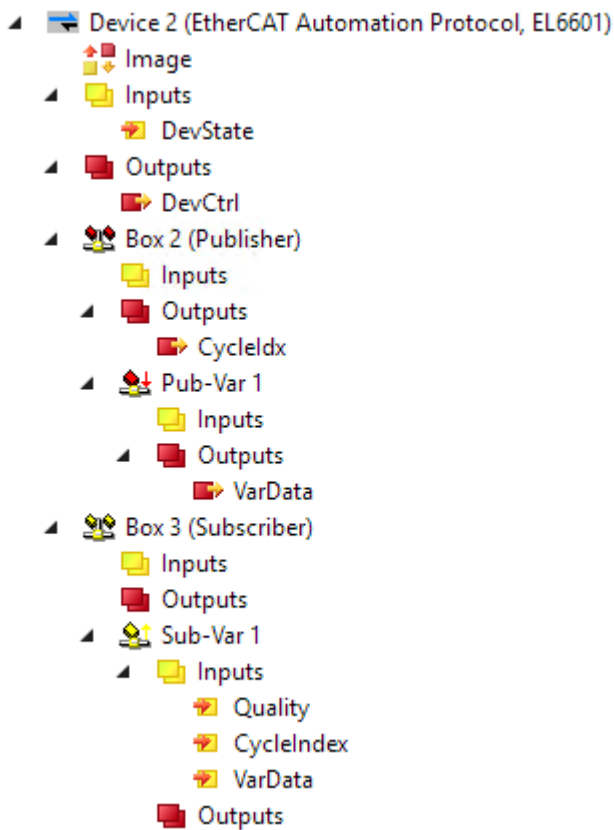 Device 2 (EtherCAT Automation Protocol, EL6601)
Image
Inputs
DevState
Outputs
DevCtrl
Box 2 (Publisher)
Inputs
Outputs
CycleIdx
Pub-Var 1
Inputs
Outputs
VarData
Box 3 (Subscriber)
Inputs
Outputs
Sub-Var 1
Inputs
Quality
CycleIndex
VarData
Outputs